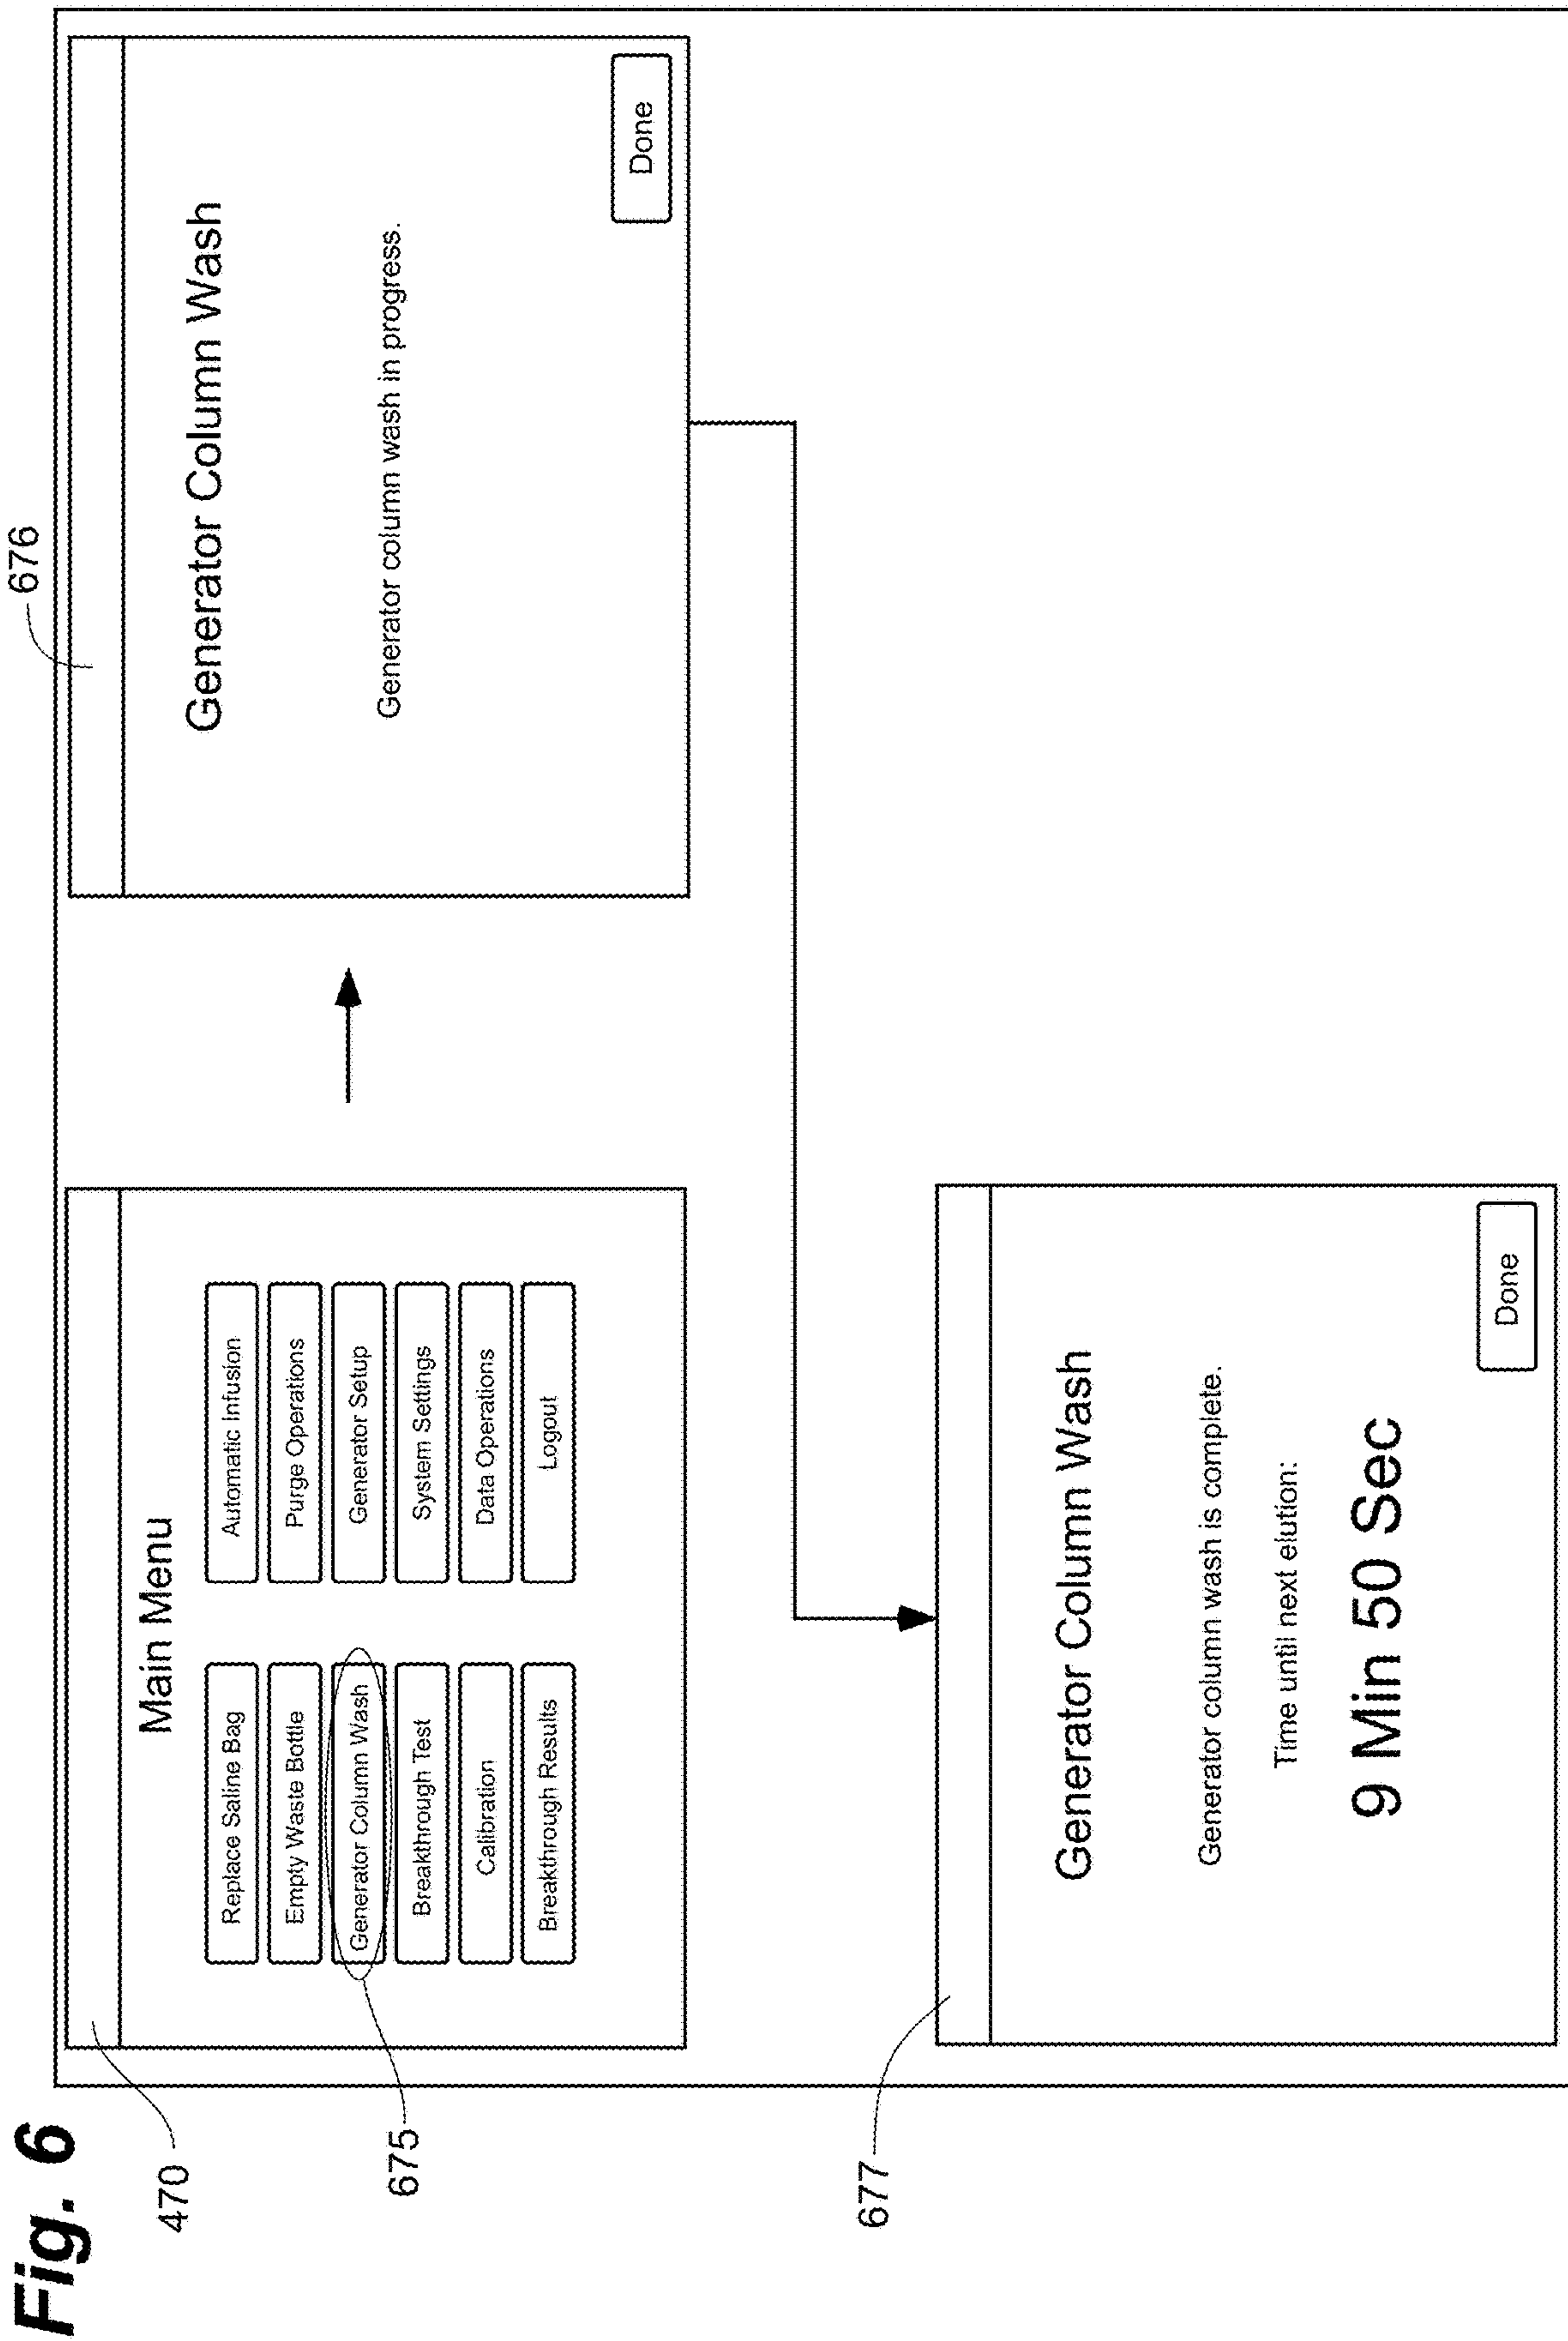 Fig. 6
470
Main Menu
Replace Saline Bag
Automatic Infusion
Empty Waste Bottle
Purge Operations
Generator Column Wash
Generator Setup
Breakthrough Test
System Settings
Calibration
Data Operations
Breakthrough Results
Logout
675
676
Generator Column Wash
Generator column wash in progress.
Done
677
Generator Column Wash
Generator column wash is complete.
Time until next elution:
9 Min 50 Sec
Done